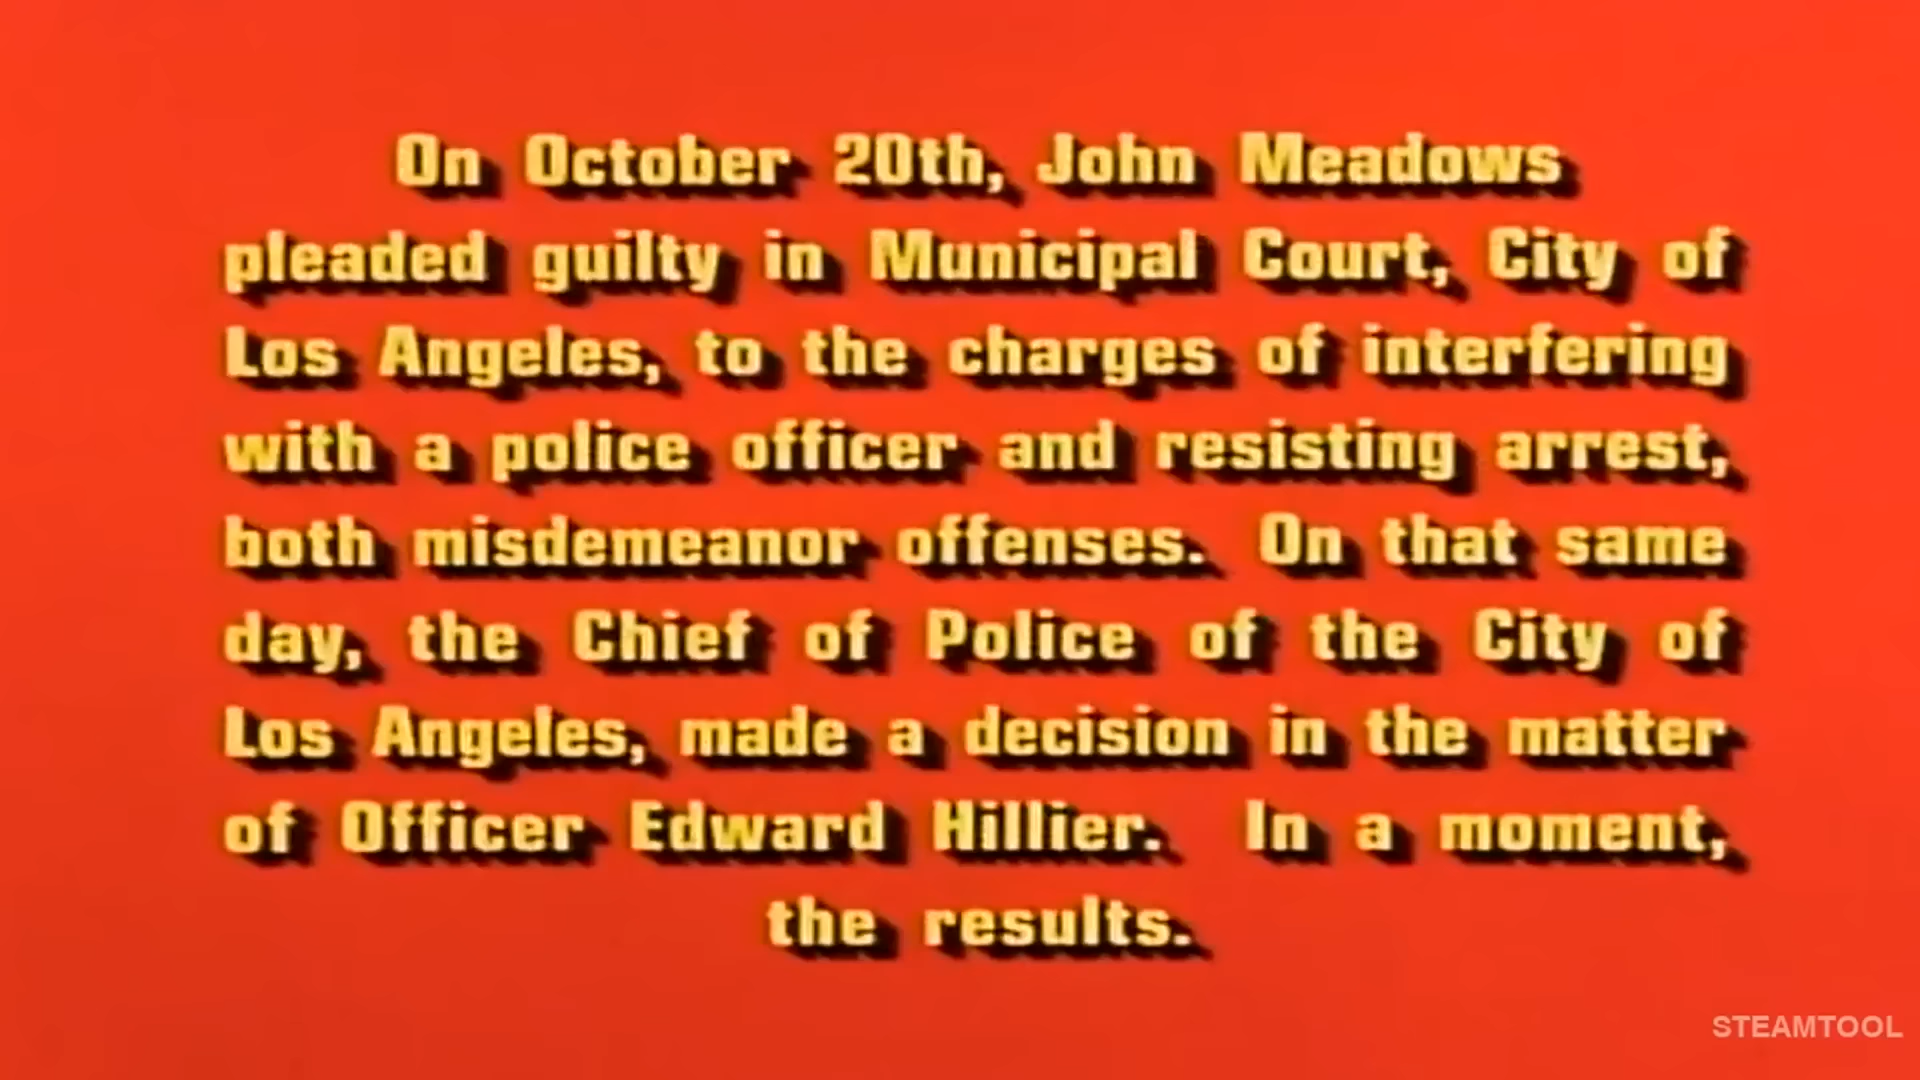 On October 20th, John Meadows
pleaded guilty in Municipal Court, City of
Los Angeles, to the charges of interfering
with a police officer and resisting arrest,
both misdemeanor offenses. On that same
day, the Chief of Police of the City of
Los Angeles, made a decision in the matter
of Officer Edward Hillier. In a moment,
the results.
STEAMTOOL